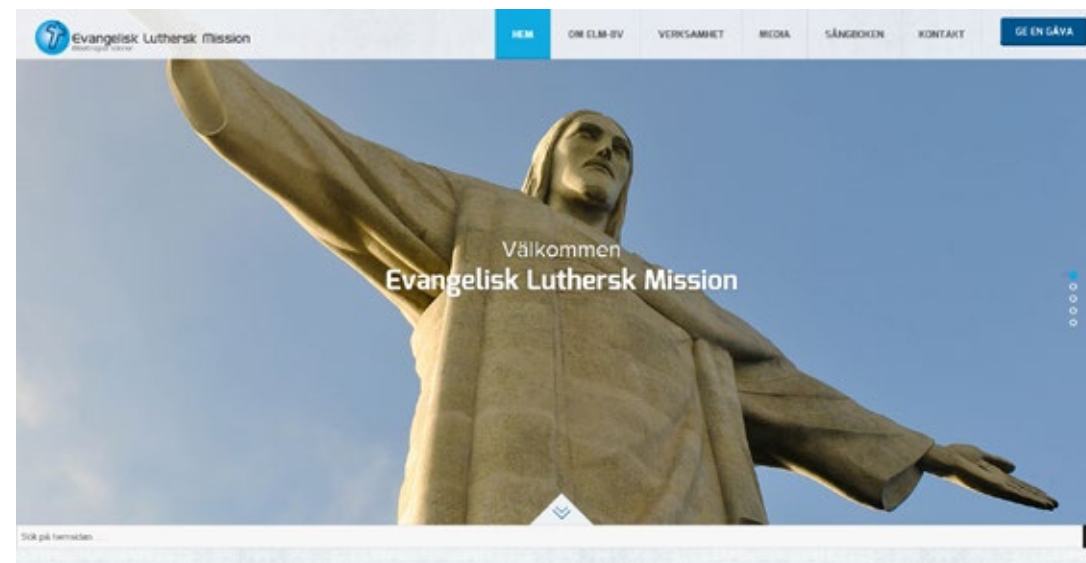 Evangelisk Luthersk Mission
HEM
OM ELM-BV
VERKSAMHET
MEDIA
SÅNGBOKEN
KONTAKT
GE EN GÅVA
Välkommen
Evangelisk Luthersk Mission
Sök på hemsidan ...